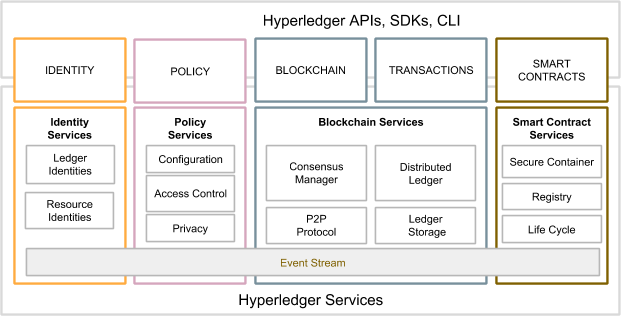 Hyperledger APIs, SDKs, CLI
IDENTITY
POLICY
BLOCKCHAIN
TRANSACTIONS
SMART
CONTRACTS
Identity
Services
Ledger
Identities
Resource
Identities
Policy
Services
Configuration
Access Control
Privacy
Blockchain Services
Consensus
Manager
Distributed
Ledger
P2P
Protocol
Ledger
Storage
Smart Contract
Services
Secure Container
Registry
Life Cycle
Event Stream
Hyperledger Services